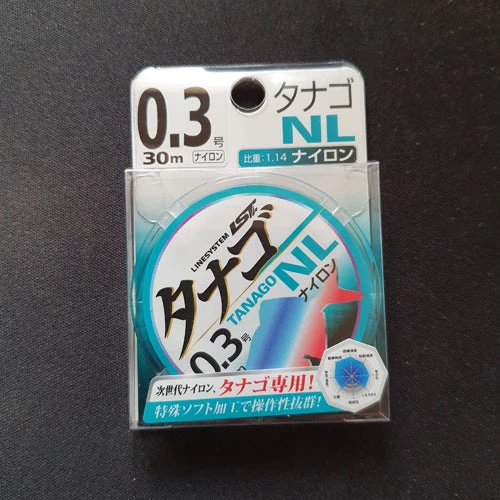 0.3号
30m ナイロン
タナゴ
NL
比重:1.14 ナイロン
LINESYSTEM LST
タナゴ
TANAGO NL
ナイロン
0.3号
次世代ナイロン、タナゴ専用!
特殊ソフト加工で操作性抜群!